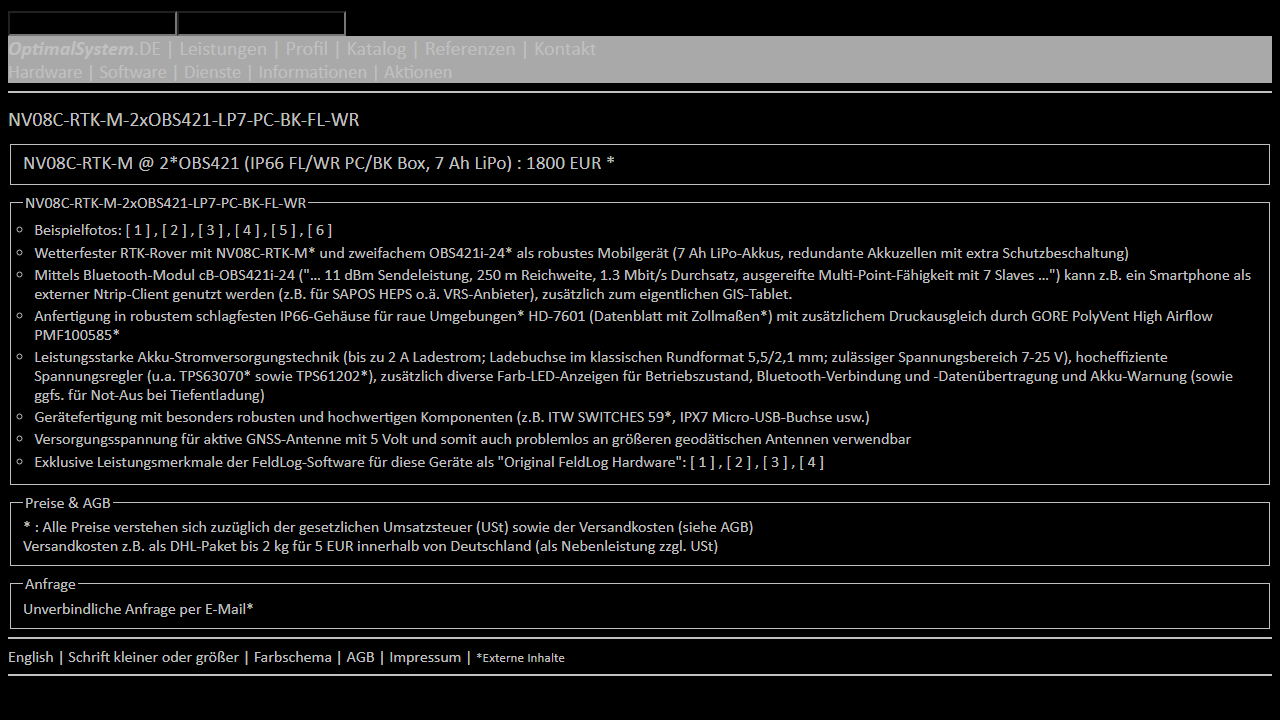 OptimalSystem.DE | Leistungen | Profil | Katalog | Referenzen | Kontakt
Hardware | Software | Dienste | Informationen | Aktionen
NV08C-RTK-M-2xOBS421-LP7-PC-BK-FL-WR
NV08C-RTK-M @ 2*OBS421 (IP66 FL/WR PC/BK Box, 7 Ah LiPo) : 1800 EUR *
NV08C-RTK-M-2xOBS421-LP7-PC-BK-FL-WR
Beispielfotos: [ 1 ] , [ 2 ] , [ 3 ] , [ 4 ] , [ 5 ] , [ 6 ]
Wetterfester RTK-Rover mit NV08C-RTK-M* und zweifachem OBS421i-24* als robustes Mobilgerät (7 Ah LiPo-Akkus, redundante Akkuzellen mit extra Schutzbeschaltung)
Mittels Bluetooth-Modul cB-OBS421i-24 ("... 11 dBm Sendeleistung, 250 m Reichweite, 1.3 Mbit/s Durchsatz, ausgereifte Multi-Point-Fähigkeit mit 7 Slaves ...") kann z.B. ein Smartphone als
externer Ntrip-Client genutzt werden (z.B. für SAPOS HEPS o.ä. VRS-Anbieter), zusätzlich zum eigentlichen GIS-Tablet.
Anfertigung in robustem schlagfesten IP66-Gehäuse für raue Umgebungen* HD-7601 (Datenblatt mit Zollmaßen*) mit zusätzlichem Druckausgleich durch GORE PolyVent High Airflow
PMF100585*
Leistungsstarke Akku-Stromversorgungstechnik (bis zu 2 A Ladestrom; Ladebuchse im klassischen Rundformat 5,5/2,1 mm; zulässiger Spannungsbereich 7-25 V), hocheffiziente
Spannungsregler (u.a. TPS63070* sowie TPS61202*), zusätzlich diverse Farb-LED-Anzeigen für Betriebszustand, Bluetooth-Verbindung und -Datenübertragung und Akku-Warnung (sowie
ggfs. für Not-Aus bei Tiefentladung)
Gerätefertigung mit besonders robusten und hochwertigen Komponenten (z.B. ITW SWITCHES 59*, IPX7 Micro-USB-Buchse usw.)
Versorgungsspannung für aktive GNSS-Antenne mit 5 Volt und somit auch problemlos an größeren geodätischen Antennen verwendbar
Exklusive Leistungsmerkmale der FeldLog-Software für diese Geräte als "Original FeldLog Hardware": [ 1 ] , [ 2 ] , [ 3 ] , [ 4 ]
Preise & AGB
* : Alle Preise verstehen sich zuzüglich der gesetzlichen Umsatzsteuer (USt) sowie der Versandkosten (siehe AGB)
Versandkosten z.B. als DHL-Paket bis 2 kg für 5 EUR innerhalb von Deutschland (als Nebenleistung zzgl. USt)
Anfrage
Unverbindliche Anfrage per E-Mail*
English | Schrift kleiner oder größer | Farbschema | AGB | Impressum | *Externe Inhalte